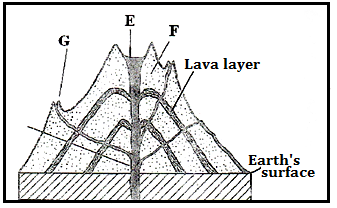 E
F
G
Lava layer
Earth's
surface